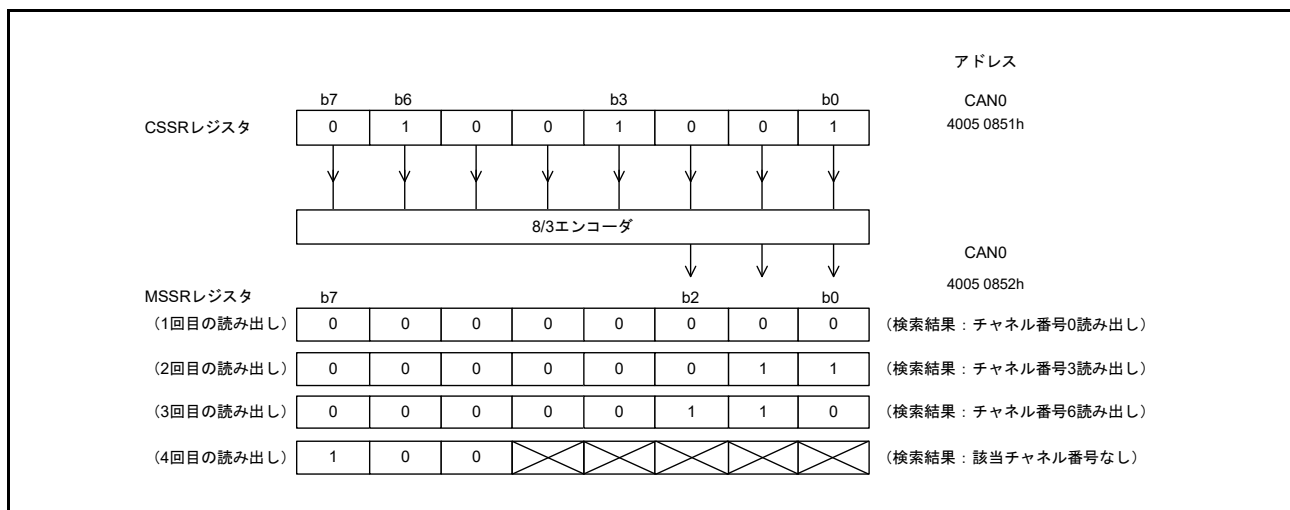 アドレス
b7 b6 b3 b0 CAN0
CSSRレジスタ 0 1 0 0 1 0 0 1 4005 0851h
8/3エンコーダ
CAN0
4005 0852h
MSSRレジスタ b7 b2 b0
（1回目の読み出し） 0 0 0 0 0 0 0 0 （検索結果：チャネル番号0読み出し）
（2回目の読み出し） 0 0 0 0 0 0 1 1 （検索結果：チャネル番号3読み出し）
（3回目の読み出し） 0 0 0 0 0 1 1 0 （検索結果：チャネル番号6読み出し）
（4回目の読み出し） 1 0 0 （検索結果：該当チャネル番号なし）